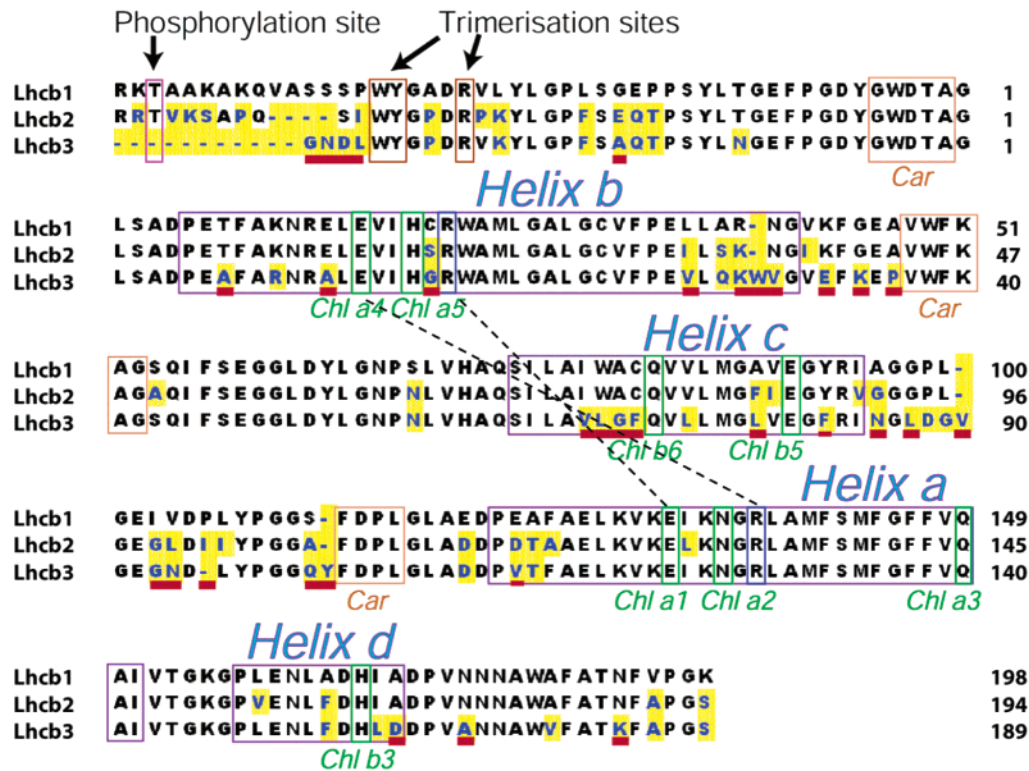 Phosphorylation site Trimerisation sites
Lhcb1 RKTAAKAKQVASSSPWYGADRVLYLGPLSGEPPSYLTGEFPGDYGWDTAG 1
Lhcb2 RRTVKSAPQ----SIWYGPDRPKYLGPFSEQTPSYLTGEFPGDYGWDTAG 1
Lhcb3 -----------GNDLWYGPDRVKYLGPFSAQTPSYLNGEFPGDYGWDTAG 1
Car
Helix b
Lhcb1 LSADPETFAKNRELEVIHCRWAMLGALGCVFPELLAR-NGVKFGEAVWFK 51
Lhcb2 LSADPETFAKNRELEVIHSRWAMLGALGCVFPEILSK-NGIKFGEAVWFK 47
Lhcb3 LSADPEAFARNRALEVIHGRWAMLGALGCVFPEVLQKWVGVEFKEPVWFK 40
Chl a4 Chl a5 Car
Helix c
Lhcb1 AGSQIFSEGGLDYLGNPSLVHAQSILAIWACQVVLMGAVEGYRIAGGPL- 100
Lhcb2 AGAQIFSEGGLDYLGNPNLVHAQSILAIWACQVVLMGFIEGYRVGGGPL- 96
Lhcb3 AGSQIFSEGGLDYLGNPNLVHAQSILAVLGFQVLLMGLVEGFRINGLDGV 90
Chl b6 Chl b5
Helix a
Lhcb1 GEIVDPLYPGGS-FDPLGLAEDPEAFAELKVKEIKNGRLAMFSMFGFFVQ 149
Lhcb2 GEGLDIIYPGGA-FDPLGLADDPDTAAELKVKELKNGRLAMFSMFGFFVQ 145
Lhcb3 GEGND-LYPGGQYFDPLGLADDPVTFAELKVKEIKNGRLAMFSMFGFFVQ 140
Car Chl a1 Chl a2 Chl a3
Helix d
Lhcb1 AIVTGKGPLENLADHIADPVNNNAWAFATNFVPGK 198
Lhcb2 AIVTGKGPVENLFDHIADPVNNNAWAFATNFAPGS 194
Lhcb3 AIVTGKGPLENLFDHLDDPVANNAWVFATKFAPGS 189
Chl b3